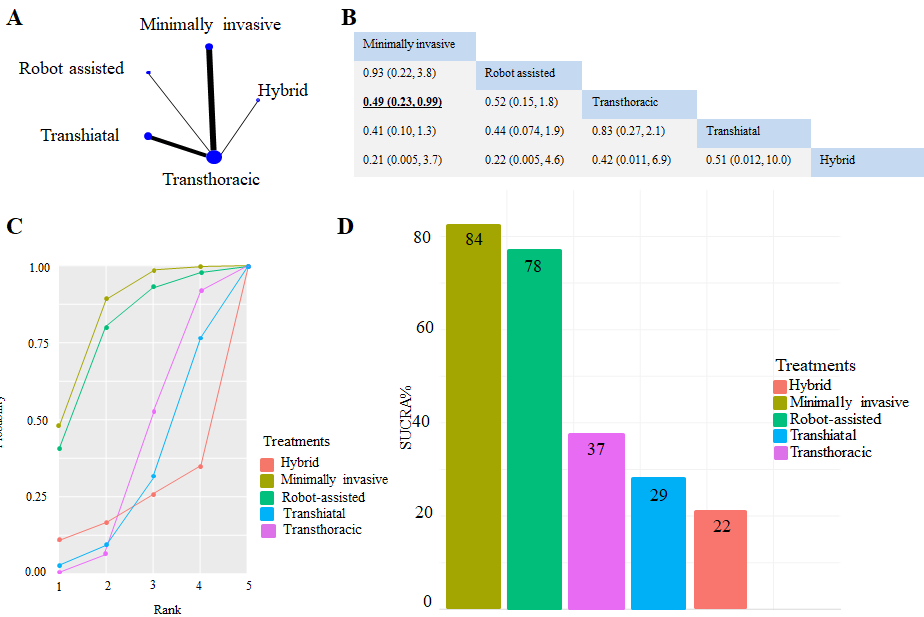 A
Minimally invasive
Robot assisted
Hybrid
Transhiatal
Transthoracic
B
Minimally invasive
0.93 (0.22, 3.8) Robot assisted
0.49 (0.23, 0.99) 0.52 (0.15, 1.8) Transthoracic
0.41 (0.10, 1.3) 0.44 (0.074, 1.9) 0.83 (0.27, 2.1) Transhiatal
0.21 (0.005, 3.7) 0.22 (0.005, 4.6) 0.42 (0.011, 6.9) 0.51 (0.012, 10.0) Hybrid
C
1.00
0.75
0.50
0.25
0.00
1 2 3 4 5
Rank
Treatments
Hybrid
Minimally invasive
Robot-assisted
Transhiatal
Transthoracic
D
SUCRA%
80
60
40
20
0
84
78
37
29
22
Treatments
Hybrid
Minimally invasive
Robot-assisted
Transhiatal
Transthoracic